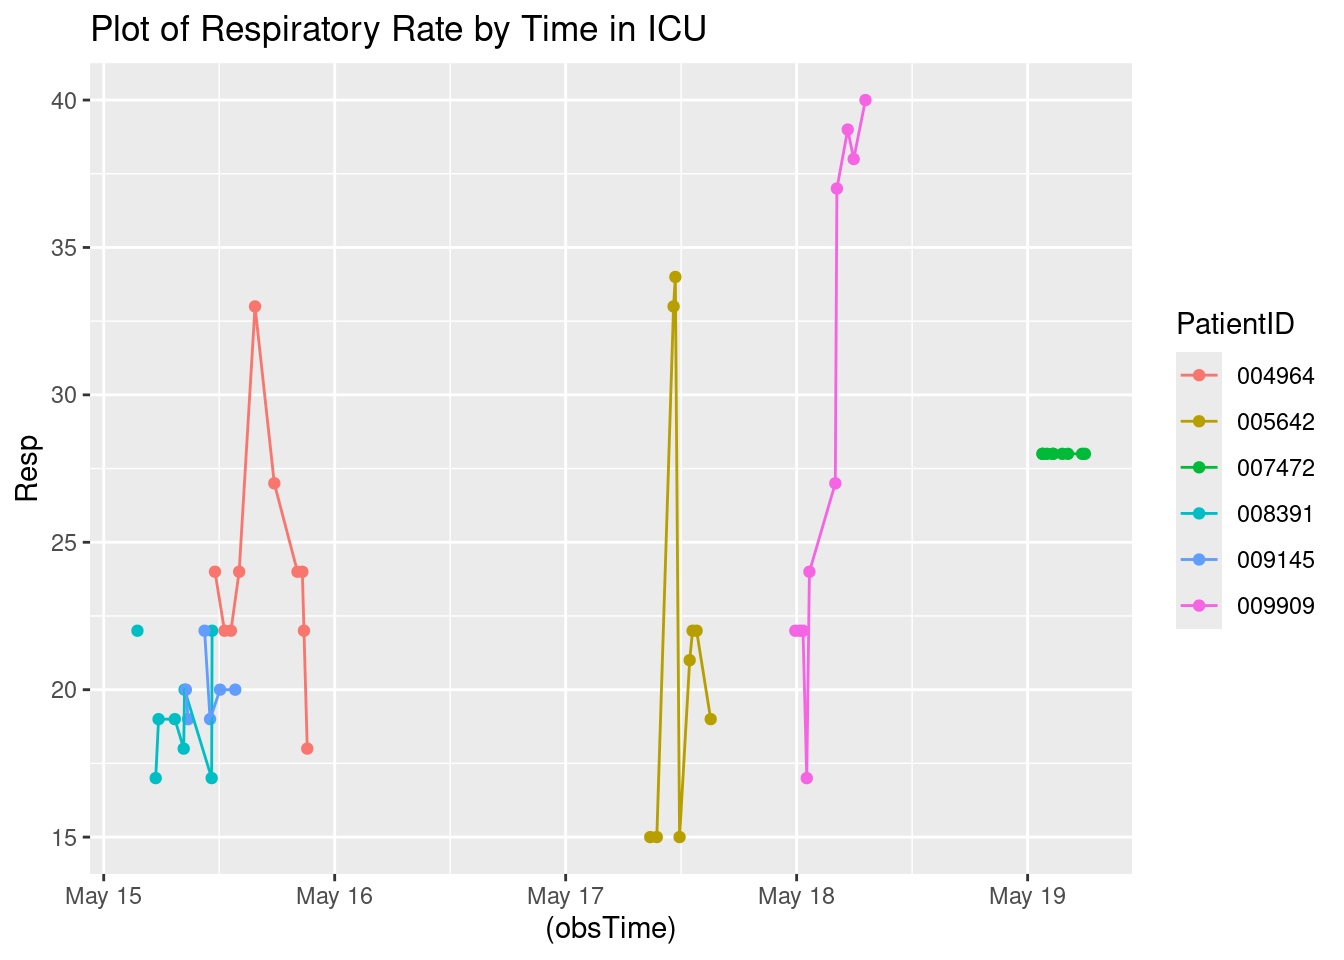 Plot of Respiratory Rate by Time in ICU
40
35
30
25
20
15
Resp
May 15
May 16
May 17
May 18
May 19
(obsTime)
PatientID
004964
005642
007472
008391
009145
009909